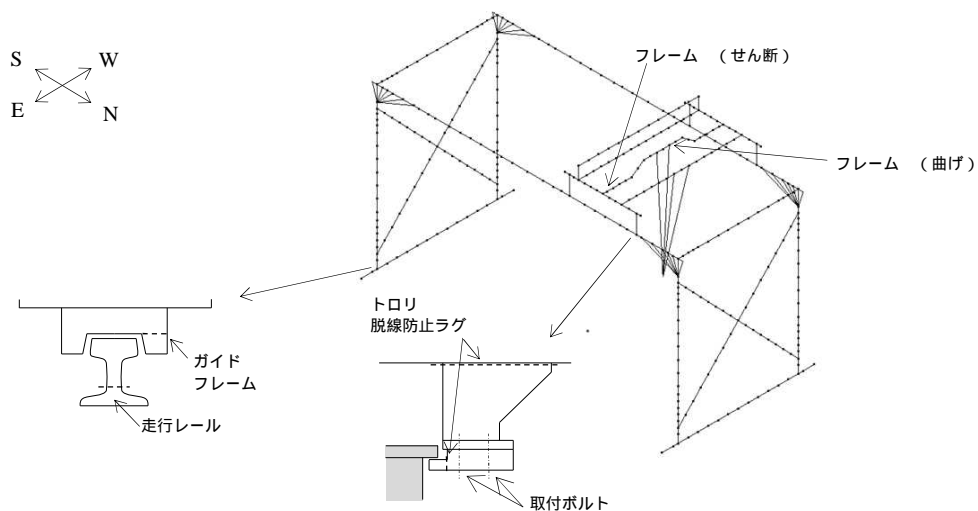 S W
E N
フレーム （せん断）
フレーム （曲げ）
トロリ
脱線防止ラグ
ガイド
フレーム
走行レール
取付ボルト